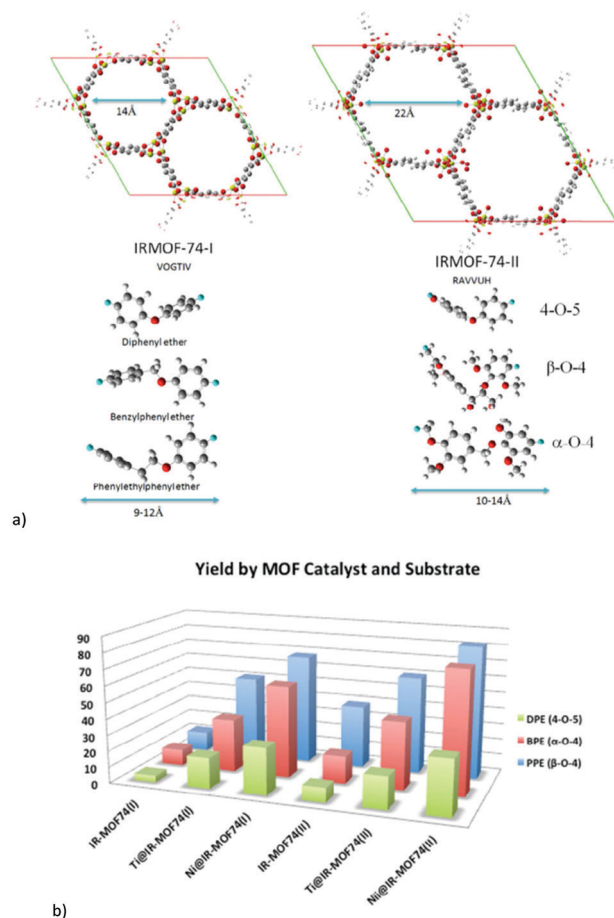 14Å
22Å
IRMOF-74-I
VOGTIV
IRMOF-74-II
RAVVUH
Diphenyl ether
4-O-5
Benzylphenylether
β-O-4
Phenylethylphenylether
α-O-4
9-12Å
10-14Å
a)
Yield by MOF Catalyst and Substrate
90
80
70
60
50
40
30
20
10
0
DPE (4-O-5)
BPE (α-O-4)
PPE (β-O-4)
IR-MOF74(I)
Ti@IR-MOF74(I)
Ni@IR-MOF74(I)
IR-MOF74(II)
Ti@IR-MOF74(II)
Ni@IR-MOF74(II)
b)